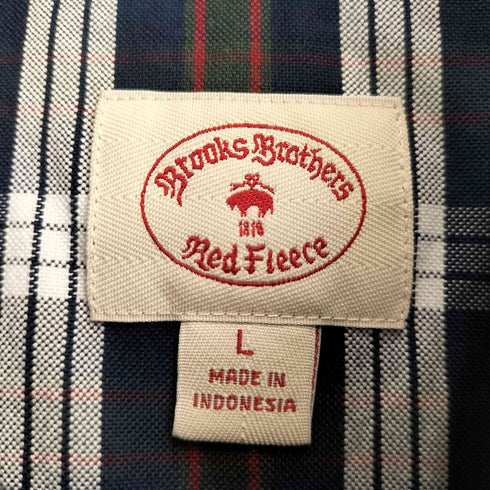 Brooks Brothers
1818
Red Fleece
L
MADE IN
INDONESIA